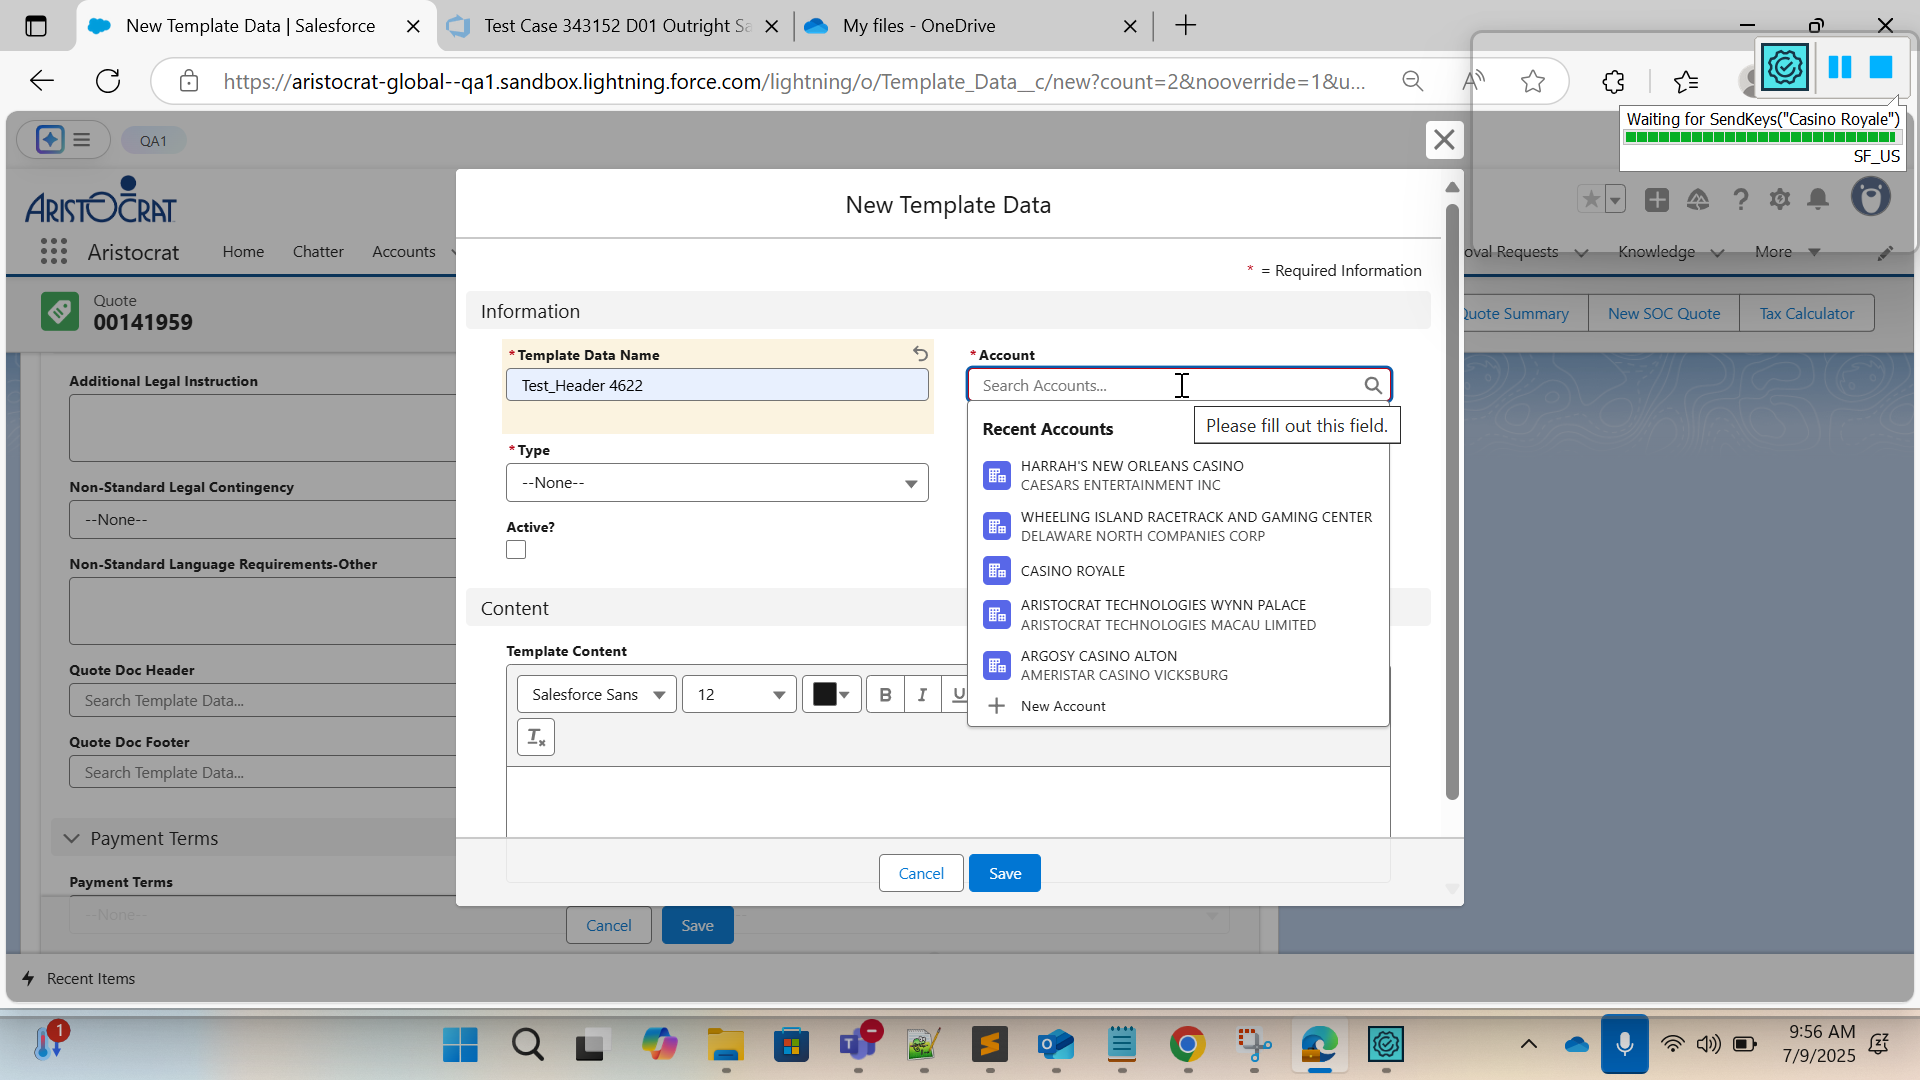 New Template Data | Salesforce
Test Case 343152 D01 Outright Sa
My files - OneDrive
https://aristocrat-global--qa1.sandbox.lightning.force.com/lightning/o/Template_Data__c/new?count=2&nooverride=1&u...
Waiting for SendKeys("Casino Royale")
SF_US
QA1
ARISTOCRAT
Aristocrat
Home
Chatter
Accounts
oval Requests
Knowledge
More
Quote
00141959
Quote Summary
New SOC Quote
Tax Calculator
New Template Data
* = Required Information
Information
*Template Data Name
Test_Header 4622
*Account
Search Accounts...
Please fill out this field.
Recent Accounts
HARRAH'S NEW ORLEANS CASINO
CAESARS ENTERTAINMENT INC
WHEELING ISLAND RACETRACK AND GAMING CENTER
DELAWARE NORTH COMPANIES CORP
CASINO ROYALE
ARISTOCRAT TECHNOLOGIES WYNN PALACE
ARISTOCRAT TECHNOLOGIES MACAU LIMITED
ARGOSY CASINO ALTON
AMERISTAR CASINO VICKSBURG
New Account
*Type
--None--
Active?
Content
Template Content
Salesforce Sans
12
B I U
Cancel
Save
Additional Legal Instruction
Non-Standard Legal Contingency
--None--
Non-Standard Language Requirements-Other
Quote Doc Header
Search Template Data...
Quote Doc Footer
Search Template Data...
Payment Terms
Payment Terms
--None--
Cancel
Save
Recent Items
1
9:56 AM
7/9/2025